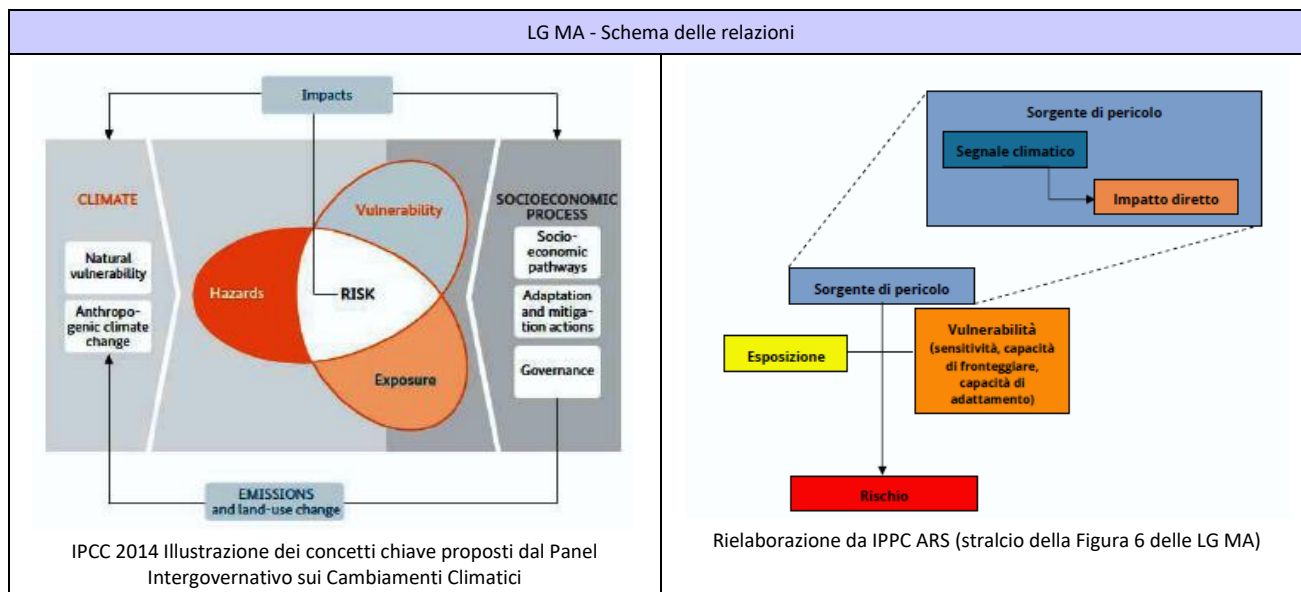 LG MA - Schema delle relazioni
Impacts
CLIMATE
Natural
vulnerability
Anthropo-
genic climate
change
Hazards
Vulnerability
RISK
Exposure
SOCIOECONOMIC
PROCESS
Socio-
economic
pathways
Adaptation
and mitiga-
tion actions
Governance
EMISSIONS
and land-use change
IPCC 2014 Illustrazione dei concetti chiave proposti dal Panel
Intergovernativo sui Cambiamenti Climatici
Sorgente di pericolo
Segnale climatico
Impatto diretto
Sorgente di pericolo
Esposizione
Vulnerabilità
(sensitività, capacità
di fronteggiare,
capacità di
adattamento)
Rischio
Rielaborazione da IPPC ARS (stralcio della Figura 6 delle LG MA)